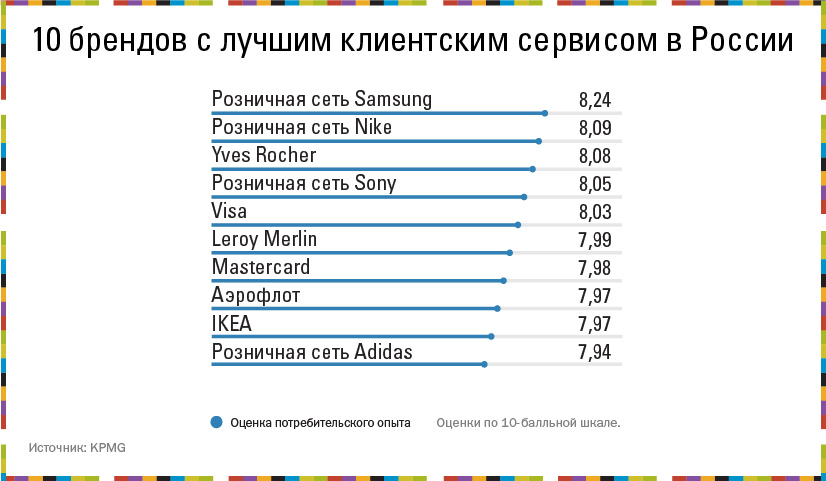 10 брендов с лучшим клиентским сервисом в России
Розничная сеть Samsung 8,24
Розничная сеть Nike 8,09
Yves Rocher 8,08
Розничная сеть Sony 8,05
Visa 8,03
Leroy Merlin 7,99
Mastercard 7,98
Аэрофлот 7,97
IKEA 7,97
Розничная сеть Adidas 7,94
Оценка потребительского опыта Оценки по 10-балльной шкале.
Источник: KPMG